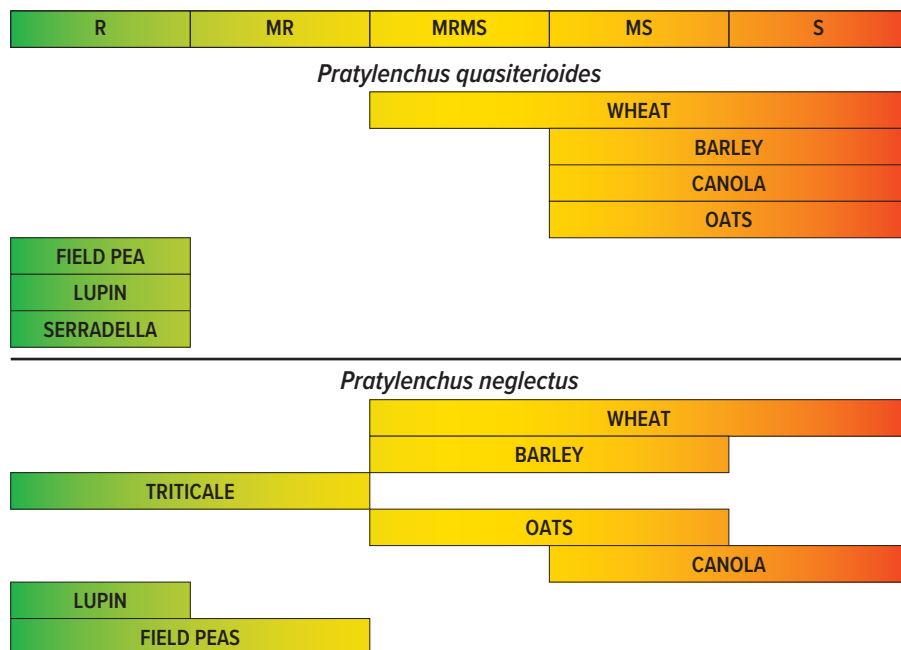 R MR MRMS MS S
Pratylenchus quasiterioides
WHEAT
BARLEY
CANOLA
OATS
FIELD PEA
LUPIN
SERRADELLA
Pratylenchus neglectus
WHEAT
BARLEY
TRITICALE
OATS
CANOLA
LUPIN
FIELD PEAS